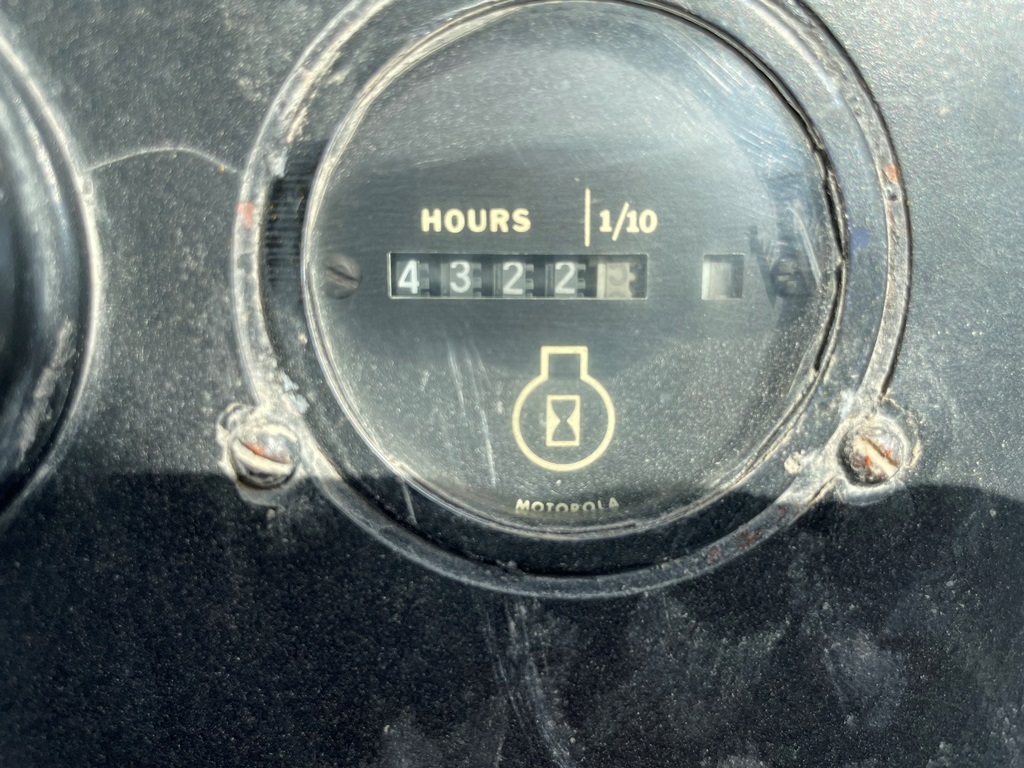 HOURS | 1/10
4322
MOTOROLA